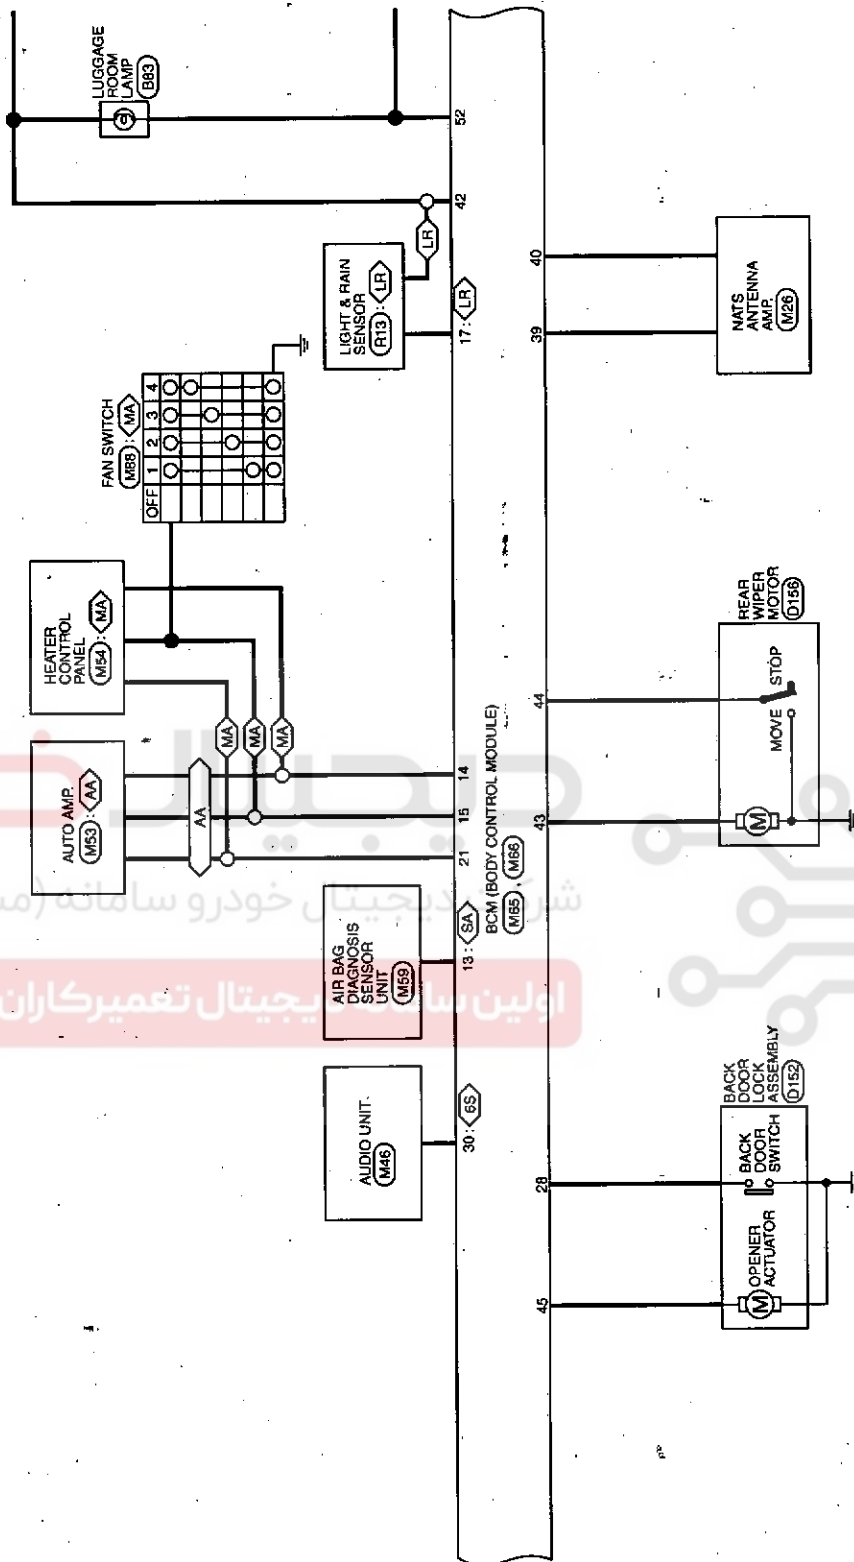 LUGGAGE
ROOM
LAMP
B83
52
42
LR
LIGHT & RAIN
SENSOR
R13 : LR
17 : LR
FAN SWITCH
M88 : MA
OFF 1 2 3 4
HEATER
CONTROL
PANEL
M54 : MA
MA
MA
MA
AUTO AMP.
M53 : AA
AA
21
15
14
AIR BAG
DIAGNOSIS
SENSOR
UNIT
M59
13 : SA
AUDIO UNIT
M46
30 : 6S
BCM (BODY CONTROL MODULE)
M65 , M66
39
40
NATS
ANTENNA
AMP.
M26
43
44
REAR
WIPER
MOTOR
D156
MOVE
STOP
M
45
28
BACK
DOOR
LOCK
ASSEMBLY
D152
M
OPENER
ACTUATOR
BACK
DOOR
SWITCH
دیجیتال خ
شرکت دیجیتال خودرو سامانه
اولین سامانه دیجیتال تعمیرکاران